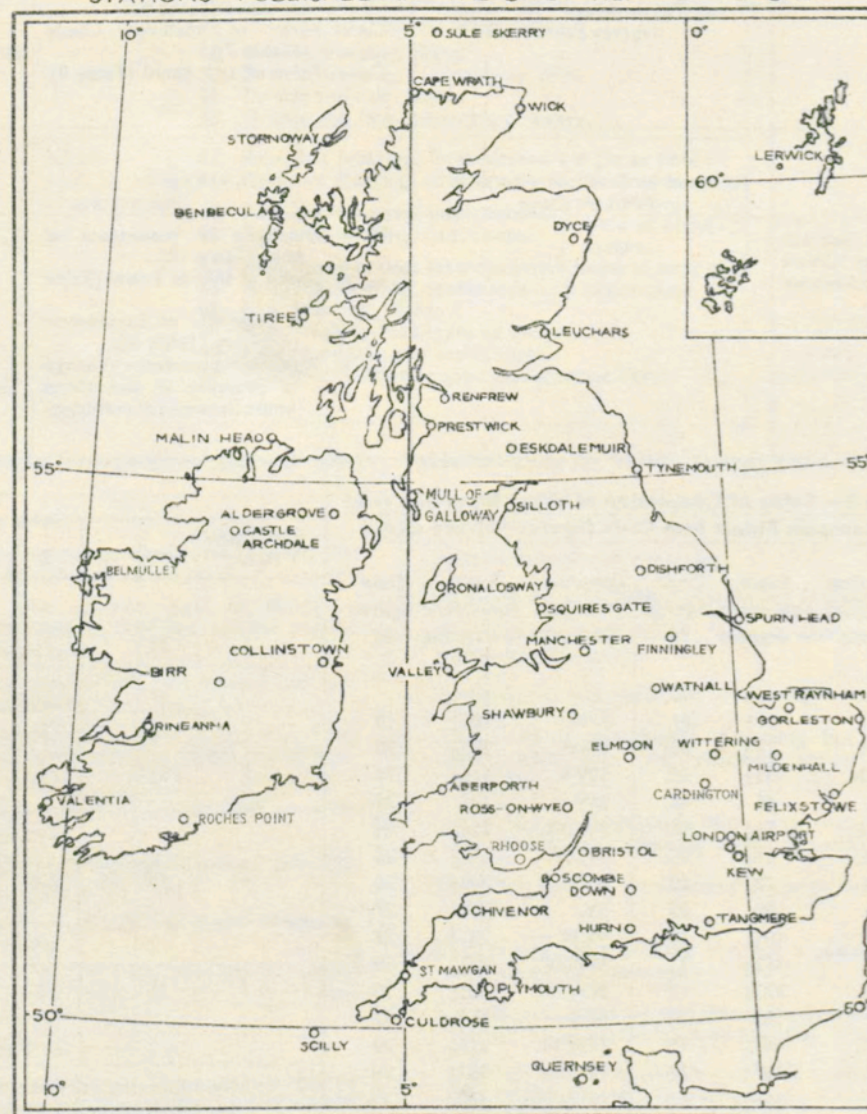 10°
5°
0°
SULE SKERRY
CAPE WRATH
WICK
STORNOWAY
LERWICK
60°
BENBECULA
DYCE
TIREE
LEUCHARS
RENFREW
PRESTWICK
MALIN HEAD
ESKDALEMUIR
55°
TYNEMOUTH
55°
MULL OF
GALLOWAY
SILLOTH
ALDERGROVE
CASTLE
ARCHDALE
BELMULLET
DISHFORTH
RONALDSWAY
SQUIRES GATE
SPURN HEAD
MANCHESTER
FINNINGLEY
COLLINSTOWN
BIRR
VALLEY
WATNALL
WEST RAYNHAM
SHAWBURY
GORLESTON
RINEANNA
ELMDON
WITTERING
MILDENHALL
ABERPORTH
CARDINGTON
VALENTIA
ROSS-ON-WYE
FELIXSTOWE
ROCHES POINT
LONDON AIRPORT
RHOOSE
BRISTOL
KEW
BOSCOMBE
DOWN
CHIVENOR
TANGMERE
HURN
ST MAWGAN
PLYMOUTH
50°
CULDROSE
SCILLY
GUERNSEY
10°
5°
0°